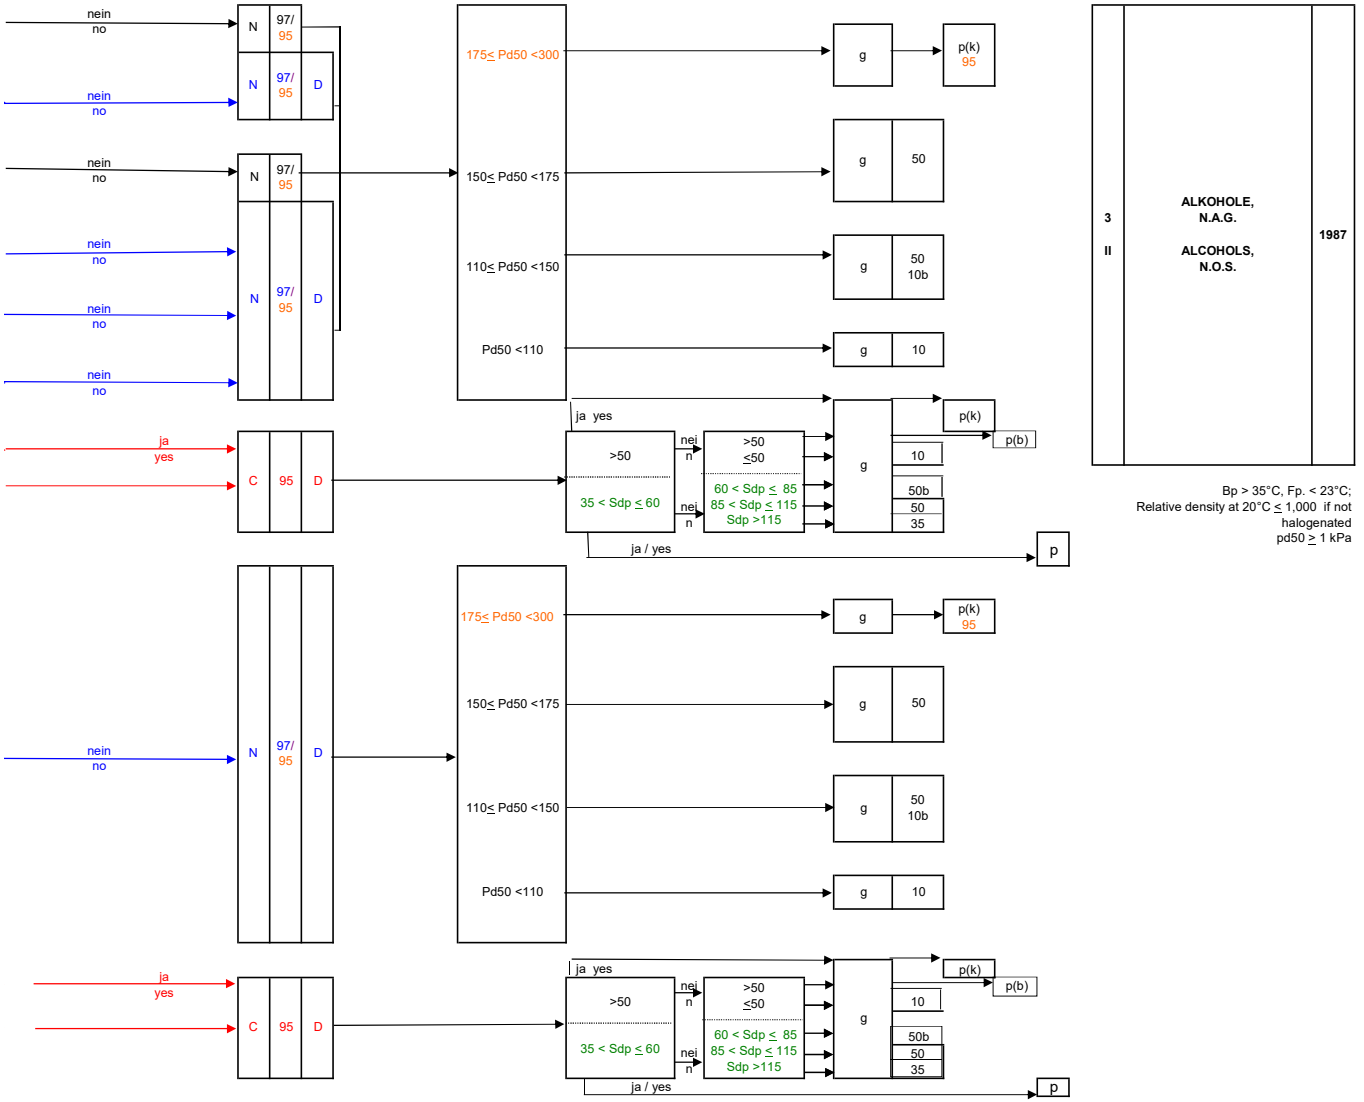 nein
no
N
97/
95
nein
no
N
97/
95
D
175≤ Pd50 <300
g
p(k)
95
nein
no
N
97/
95
150≤ Pd50 <175
g
50
nein
no
nein
no
nein
no
N
97/
95
D
110≤ Pd50 <150
g
50
10b
Pd50 <110
g
10
3
II
ALKOHOLE,
N.A.G.
ALCOHOLS,
N.O.S.
1987
Bp > 35°C, Fp. < 23°C;
Relative density at 20°C ≤ 1,000 if not
halogenated
pd50 ≥ 1 kPa
ja
yes
C
95
D
ja yes
>50
35 < Sdp ≤ 60
nei
n
nei
n
>50
≤50
60 < Sdp ≤ 85
85 < Sdp ≤ 115
Sdp >115
g
10
50b
50
35
p(k)
p(b)
ja / yes
p
nein
no
N
97/
95
D
175≤ Pd50 <300
g
p(k)
95
150≤ Pd50 <175
g
50
110≤ Pd50 <150
g
50
10b
Pd50 <110
g
10
ja
yes
C
95
D
ja yes
>50
35 < Sdp ≤ 60
nei
n
nei
n
>50
≤50
60 < Sdp ≤ 85
85 < Sdp ≤ 115
Sdp >115
g
10
50b
50
35
p(k)
p(b)
ja / yes
p